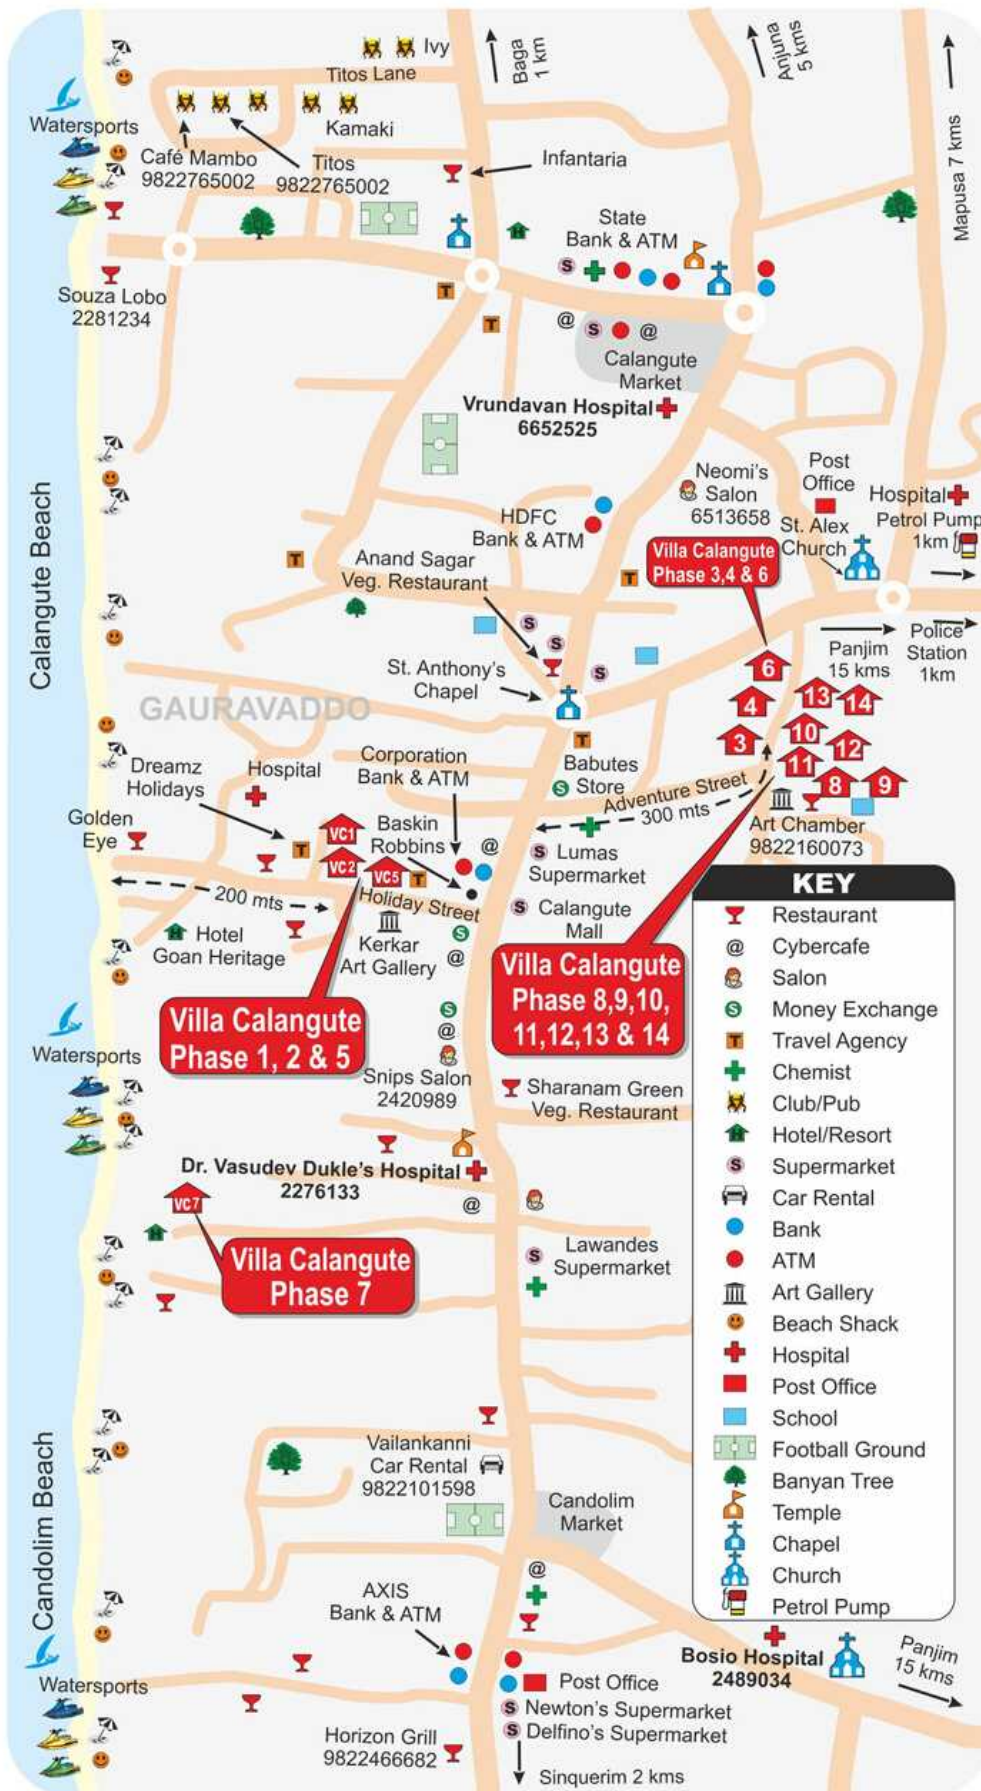 Ivy
Titos Lane
Baga
1 km
Anjuna
5 kms
Mapusa 7 kms
Watersports
Kamaki
Café Mambo
9822765002
Titos
9822765002
Infantaria
State
Bank & ATM
Souza Lobo
2281234
Calangute
Market
Vrundavan Hospital
6652525
Neomi's
Salon
6513658
Post
Office
Hospital
Petrol Pump
1km
St. Alex
Church
HDFC
Bank & ATM
Anand Sagar
Veg. Restaurant
Villa Calangute
Phase 3,4 & 6
Calangute Beach
Panjim
15 kms
Police
Station
1km
St. Anthony's
Chapel
GAURAVADDO
6
4
3
13
14
10
12
11
8
9
Corporation
Bank & ATM
Babutes
Store
Adventure Street
300 mts
Dreamz
Holidays
Hospital
Golden
Eye
VC1
VC2
VC5
Baskin
Robbins
Art Chamber
9822160073
Lumas
Supermarket
200 mts
Holiday Street
Calangute
Mall
Hotel
Goan Heritage
Kerkar
Art Gallery
Villa Calangute
Phase 1, 2 & 5
Villa Calangute
Phase 8,9,10,
11,12,13 & 14
Watersports
Snips Salon
2420989
Sharanam Green
Veg. Restaurant
Dr. Vasudev Dukle's Hospital
2276133
VC7
Villa Calangute
Phase 7
Lawandes
Supermarket
KEY
Restaurant
@ Cybercafe
Salon
S Money Exchange
T Travel Agency
Chemist
Club/Pub
H Hotel/Resort
S Supermarket
Car Rental
Bank
ATM
Art Gallery
Beach Shack
Hospital
Post Office
School
Football Ground
Banyan Tree
Temple
Chapel
Church
Petrol Pump
Vailankanni
Car Rental
9822101598
Candolim
Market
Candolim Beach
AXIS
Bank & ATM
Bosio Hospital
2489034
Panjim
15 kms
Watersports
Post Office
Newton's Supermarket
Delfino's Supermarket
Horizon Grill
9822466682
Sinquerim 2 kms